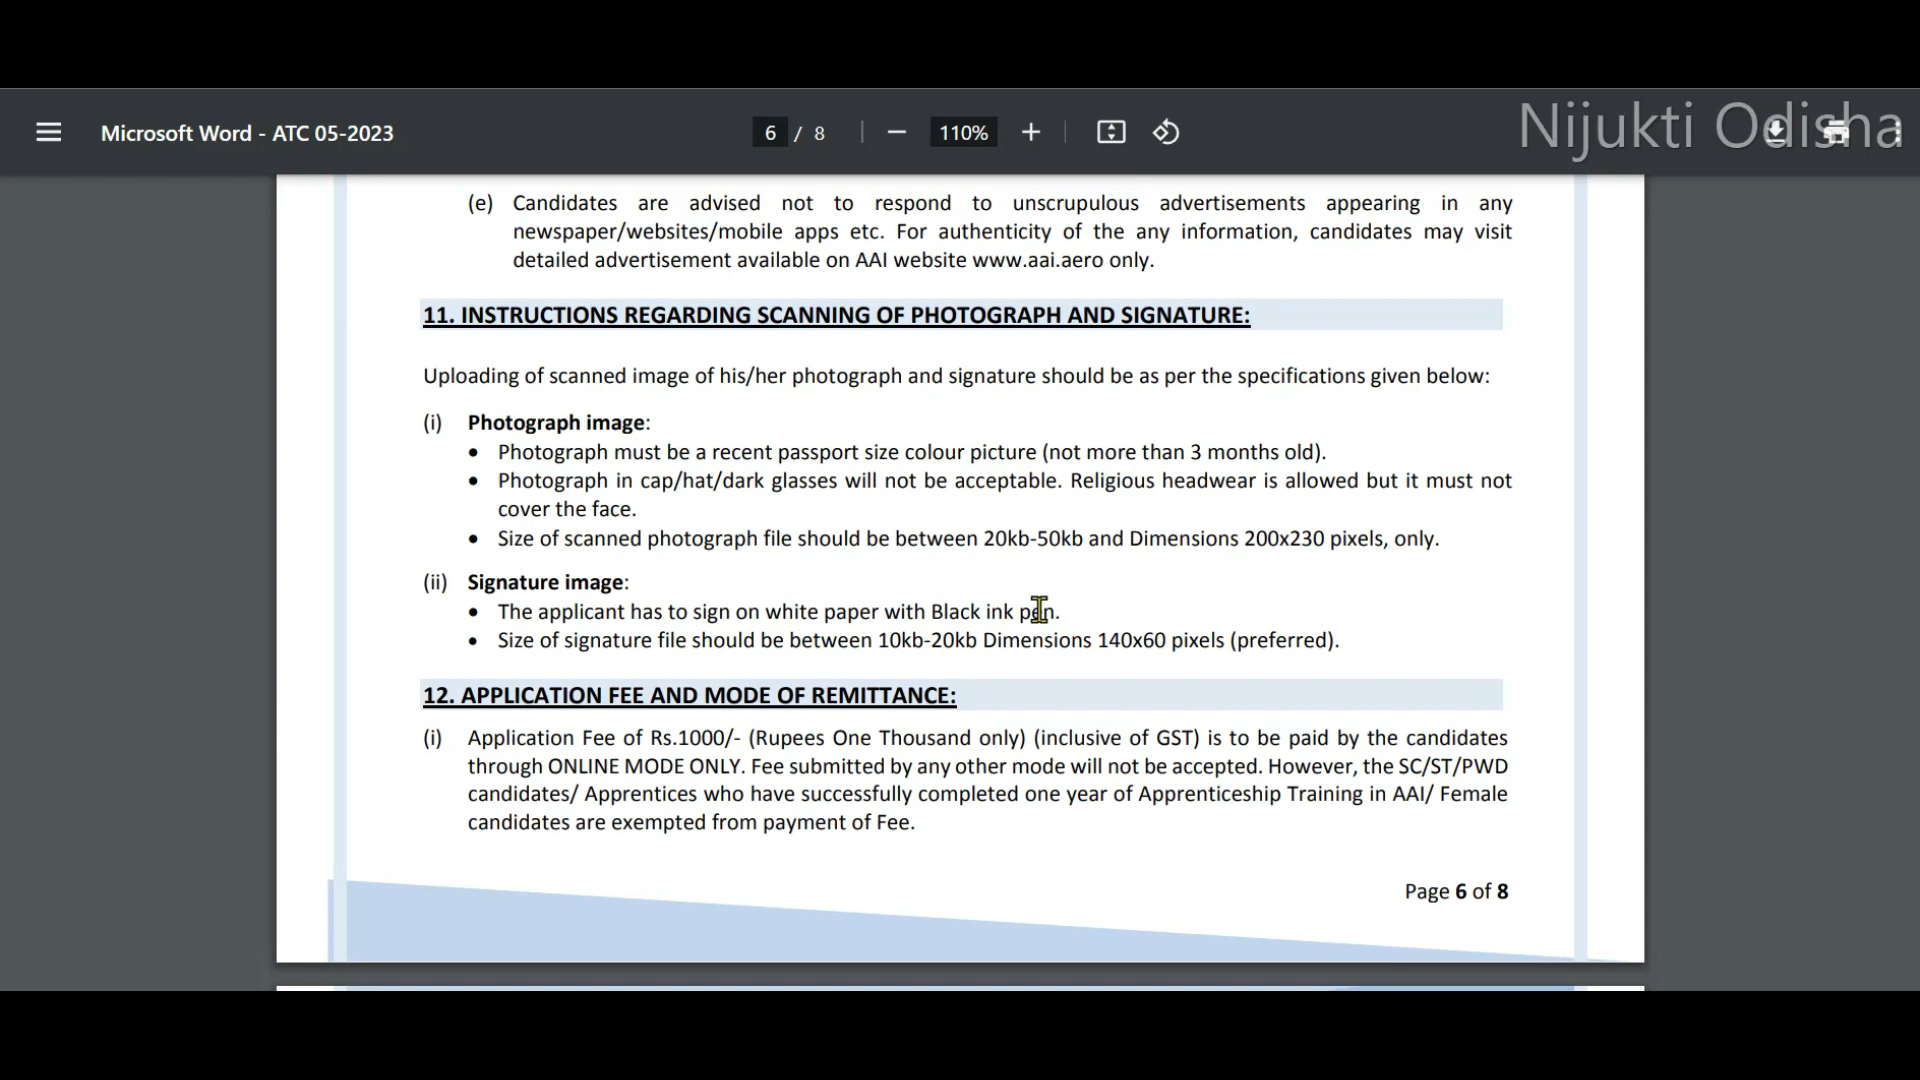 Microsoft Word - ATC 05-2023
6 / 8
110%
Nijukti Odisha
(e) Candidates are advised not to respond to unscrupulous advertisements appearing in any
newspaper/websites/mobile apps etc. For authenticity of the any information, candidates may visit
detailed advertisement available on AAI website www.aai.aero only.
11. INSTRUCTIONS REGARDING SCANNING OF PHOTOGRAPH AND SIGNATURE:
Uploading of scanned image of his/her photograph and signature should be as per the specifications given below:
(i) Photograph image:
• Photograph must be a recent passport size colour picture (not more than 3 months old).
• Photograph in cap/hat/dark glasses will not be acceptable. Religious headwear is allowed but it must not
cover the face.
• Size of scanned photograph file should be between 20kb-50kb and Dimensions 200x230 pixels, only.
(ii) Signature image:
• The applicant has to sign on white paper with Black ink pen.
• Size of signature file should be between 10kb-20kb Dimensions 140x60 pixels (preferred).
12. APPLICATION FEE AND MODE OF REMITTANCE:
(i) Application Fee of Rs.1000/- (Rupees One Thousand only) (inclusive of GST) is to be paid by the candidates
through ONLINE MODE ONLY. Fee submitted by any other mode will not be accepted. However, the SC/ST/PWD
candidates/ Apprentices who have successfully completed one year of Apprenticeship Training in AAI/ Female
candidates are exempted from payment of Fee.
Page 6 of 8